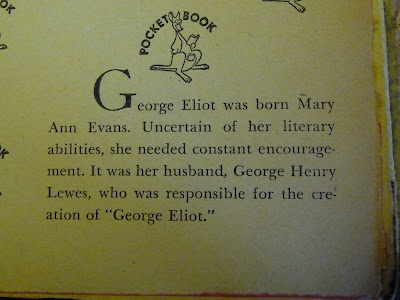 POCKET BOOK
George Eliot was born Mary
Ann Evans. Uncertain of her literary
abilities, she needed constant encourage-
ment. It was her husband, George Henry
Lewes, who was responsible for the cre-
ation of "George Eliot."